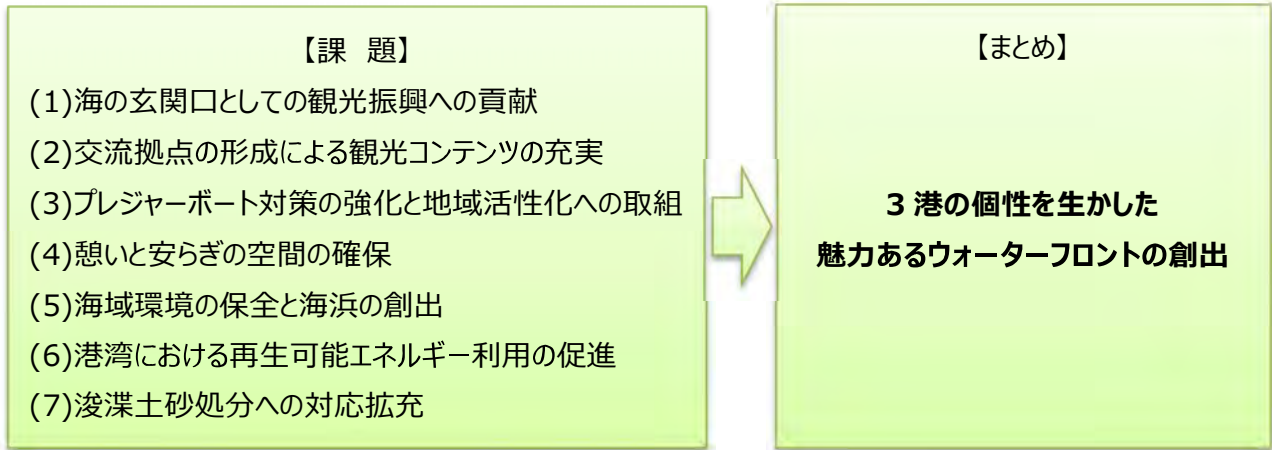 【課　題】
(1)海の玄関口としての観光振興への貢献
(2)交流拠点の形成による観光コンテンツの充実
(3)プレジャーボート対策の強化と地域活性化への取組
(4)憩いと安らぎの空間の確保
(5)海域環境の保全と海浜の創出
(6)港湾における再生可能エネルギー利用の促進
(7)浚渫土砂処分への対応拡充
【まとめ】
3 港の個性を生かした
魅力あるウォーターフロントの創出